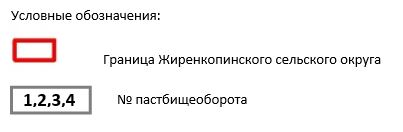 Условные обозначения:
Граница Жиренкопинского сельского округа
1,2,3,4 № пастбищеоборота